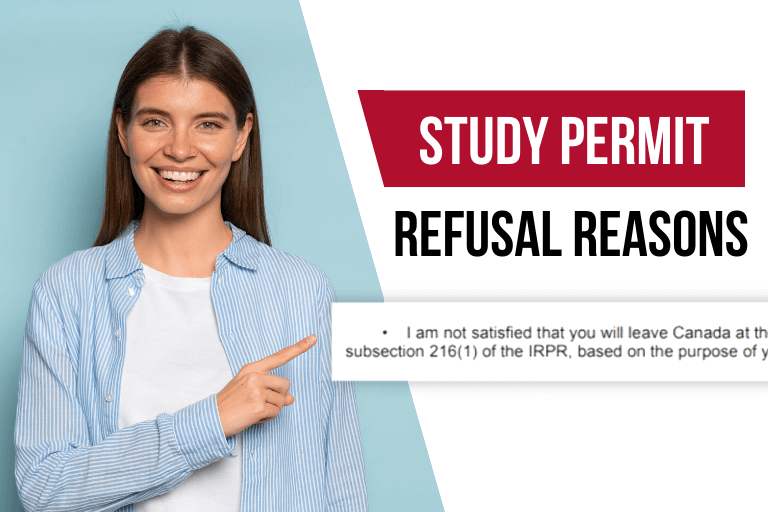 STUDY PERMIT
REFUSAL REASONS
• I am not satisfied that you will leave Canada at the
subsection 216(1) of the IRPR, based on the purpose of y